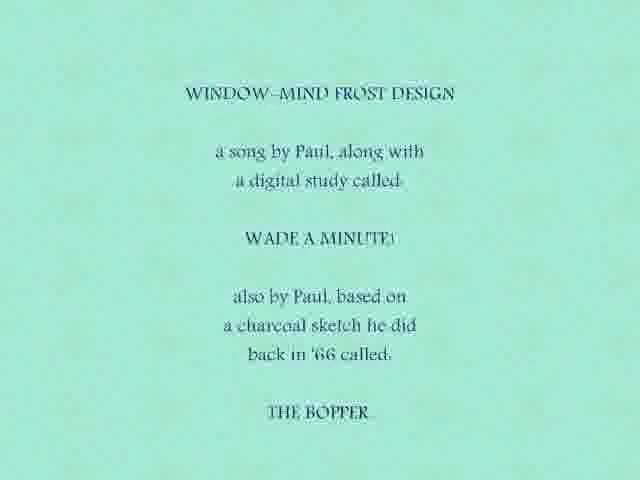 WINDOW-MIND FROST DESIGN
a song by Paul, along with
a digital study called:
WADE A MINUTE!
also by Paul, based on
a charcoal sketch he did
back in '66 called:
THE BOPPER.